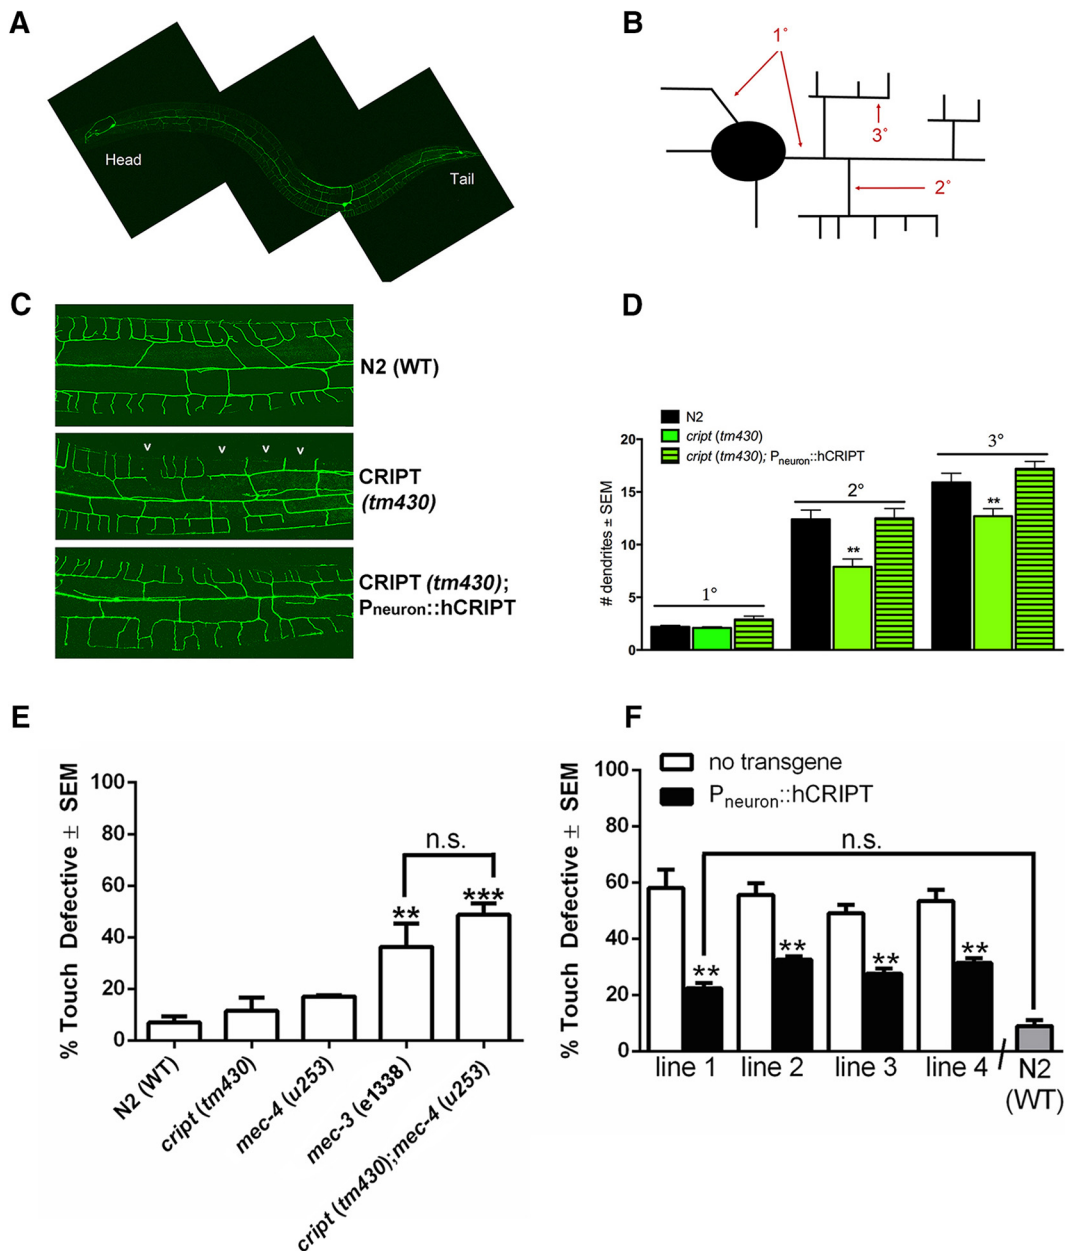 A
Head
Tail
B
1°
3°
2°
C
N2 (WT)
CRIPT
(tm430)
CRIPT (tm430);
Pneuron::hCRIPT
v v v v
D
N2
cript (tm430)
cript (tm430); Pneuron::hCRIPT
# dendrites ± SEM
20
15
10
5
0
1°
2°
3°
**
**
E
% Touch Defective ± SEM
100
80
60
40
20
0
n.s.
**
***
N2 (WT)
cript (tm430)
mec-4 (u253)
mec-3 (e1338)
cript (tm430);mec-4 (u253)
F
no transgene
Pneuron::hCRIPT
% Touch Defective ± SEM
100
80
60
40
20
0
n.s.
**
**
**
**
line 1
line 2
line 3
line 4
/
N2
(WT)